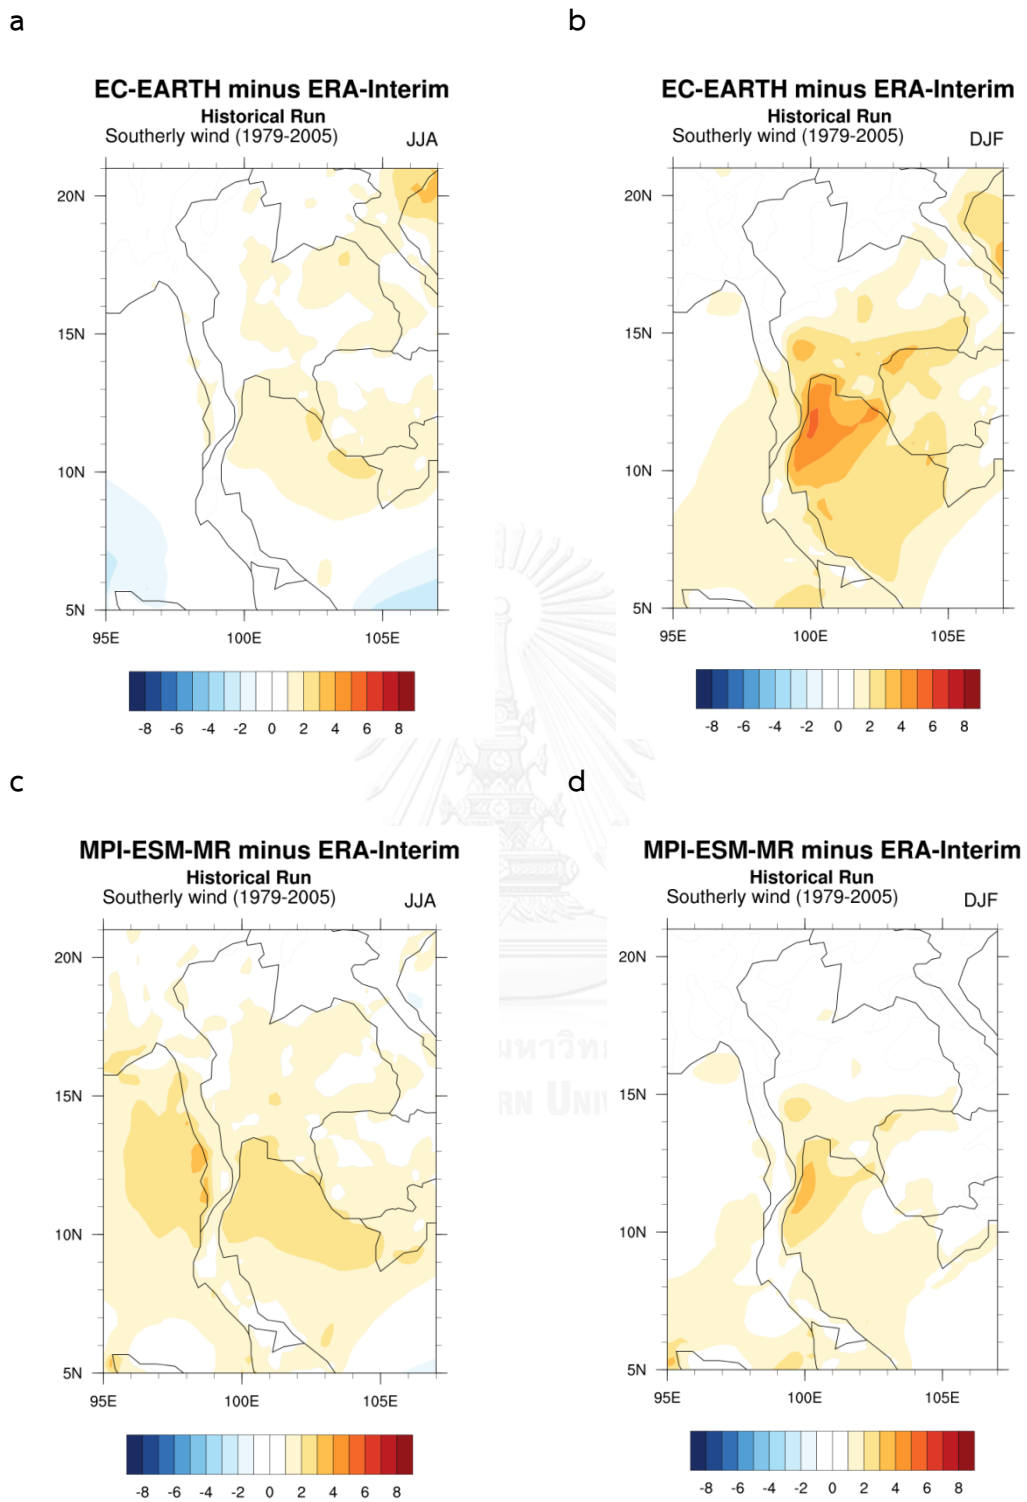 a
EC-EARTH minus ERA-Interim
Historical Run
Southerly wind (1979-2005) JJA
20N
15N
10N
5N
95E 100E 105E
-8 -6 -4 -2 0 2 4 6 8
b
EC-EARTH minus ERA-Interim
Historical Run
Southerly wind (1979-2005) DJF
20N
15N
10N
5N
95E 100E 105E
-8 -6 -4 -2 0 2 4 6 8
c
MPI-ESM-MR minus ERA-Interim
Historical Run
Southerly wind (1979-2005) JJA
20N
15N
10N
5N
95E 100E 105E
-8 -6 -4 -2 0 2 4 6 8
d
MPI-ESM-MR minus ERA-Interim
Historical Run
Southerly wind (1979-2005) DJF
20N
15N
10N
5N
95E 100E 105E
-8 -6 -4 -2 0 2 4 6 8